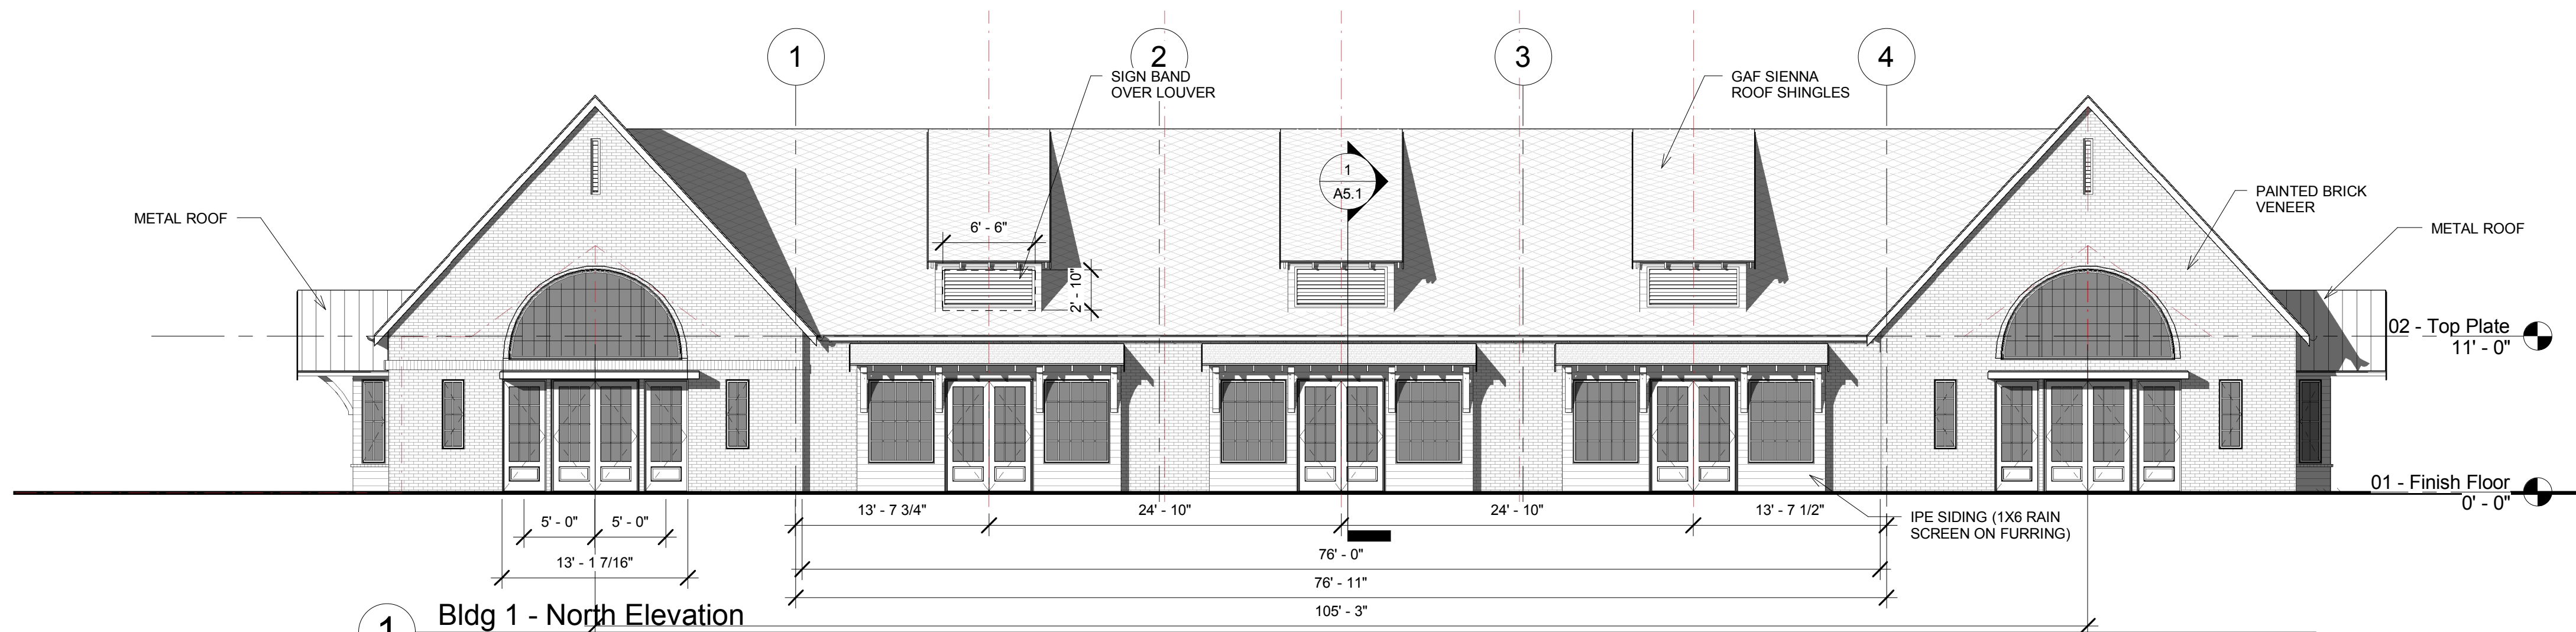 1
2
3
4
SIGN BAND
OVER LOUVER
GAF SIENNA
ROOF SHINGLES
1
A5.1
PAINTED BRICK
VENEER
METAL ROOF
METAL ROOF
6' - 6"
2' - 10"
02 - Top Plate
11' - 0"
01 - Finish Floor
0' - 0"
13' - 7 3/4"
24' - 10"
24' - 10"
13' - 7 1/2"
5' - 0"
5' - 0"
IPE SIDING (1X6 RAIN
SCREEN ON FURRING)
76' - 0"
13' - 1 7/16"
76' - 11"
105' - 3"
1
Bldg 1 - North Elevation